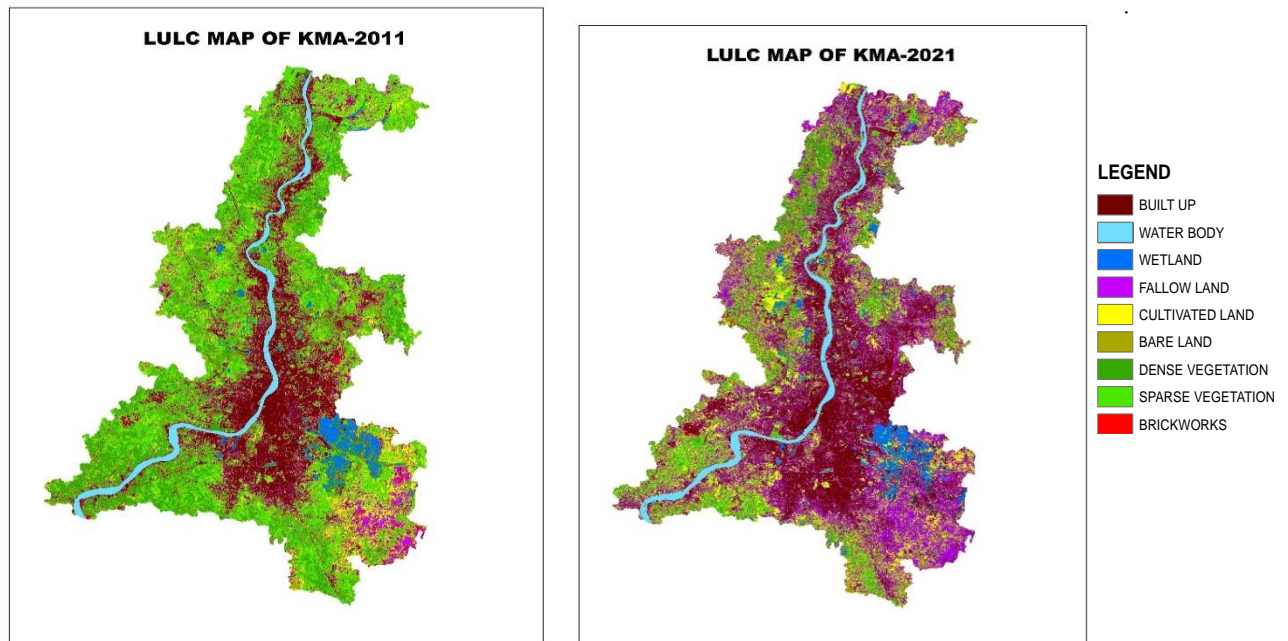 LULC MAP OF KMA-2011
LULC MAP OF KMA-2021
LEGEND
BUILT UP
WATER BODY
WETLAND
FALLOW LAND
CULTIVATED LAND
BARE LAND
DENSE VEGETATION
SPARSE VEGETATION
BRICKWORKS